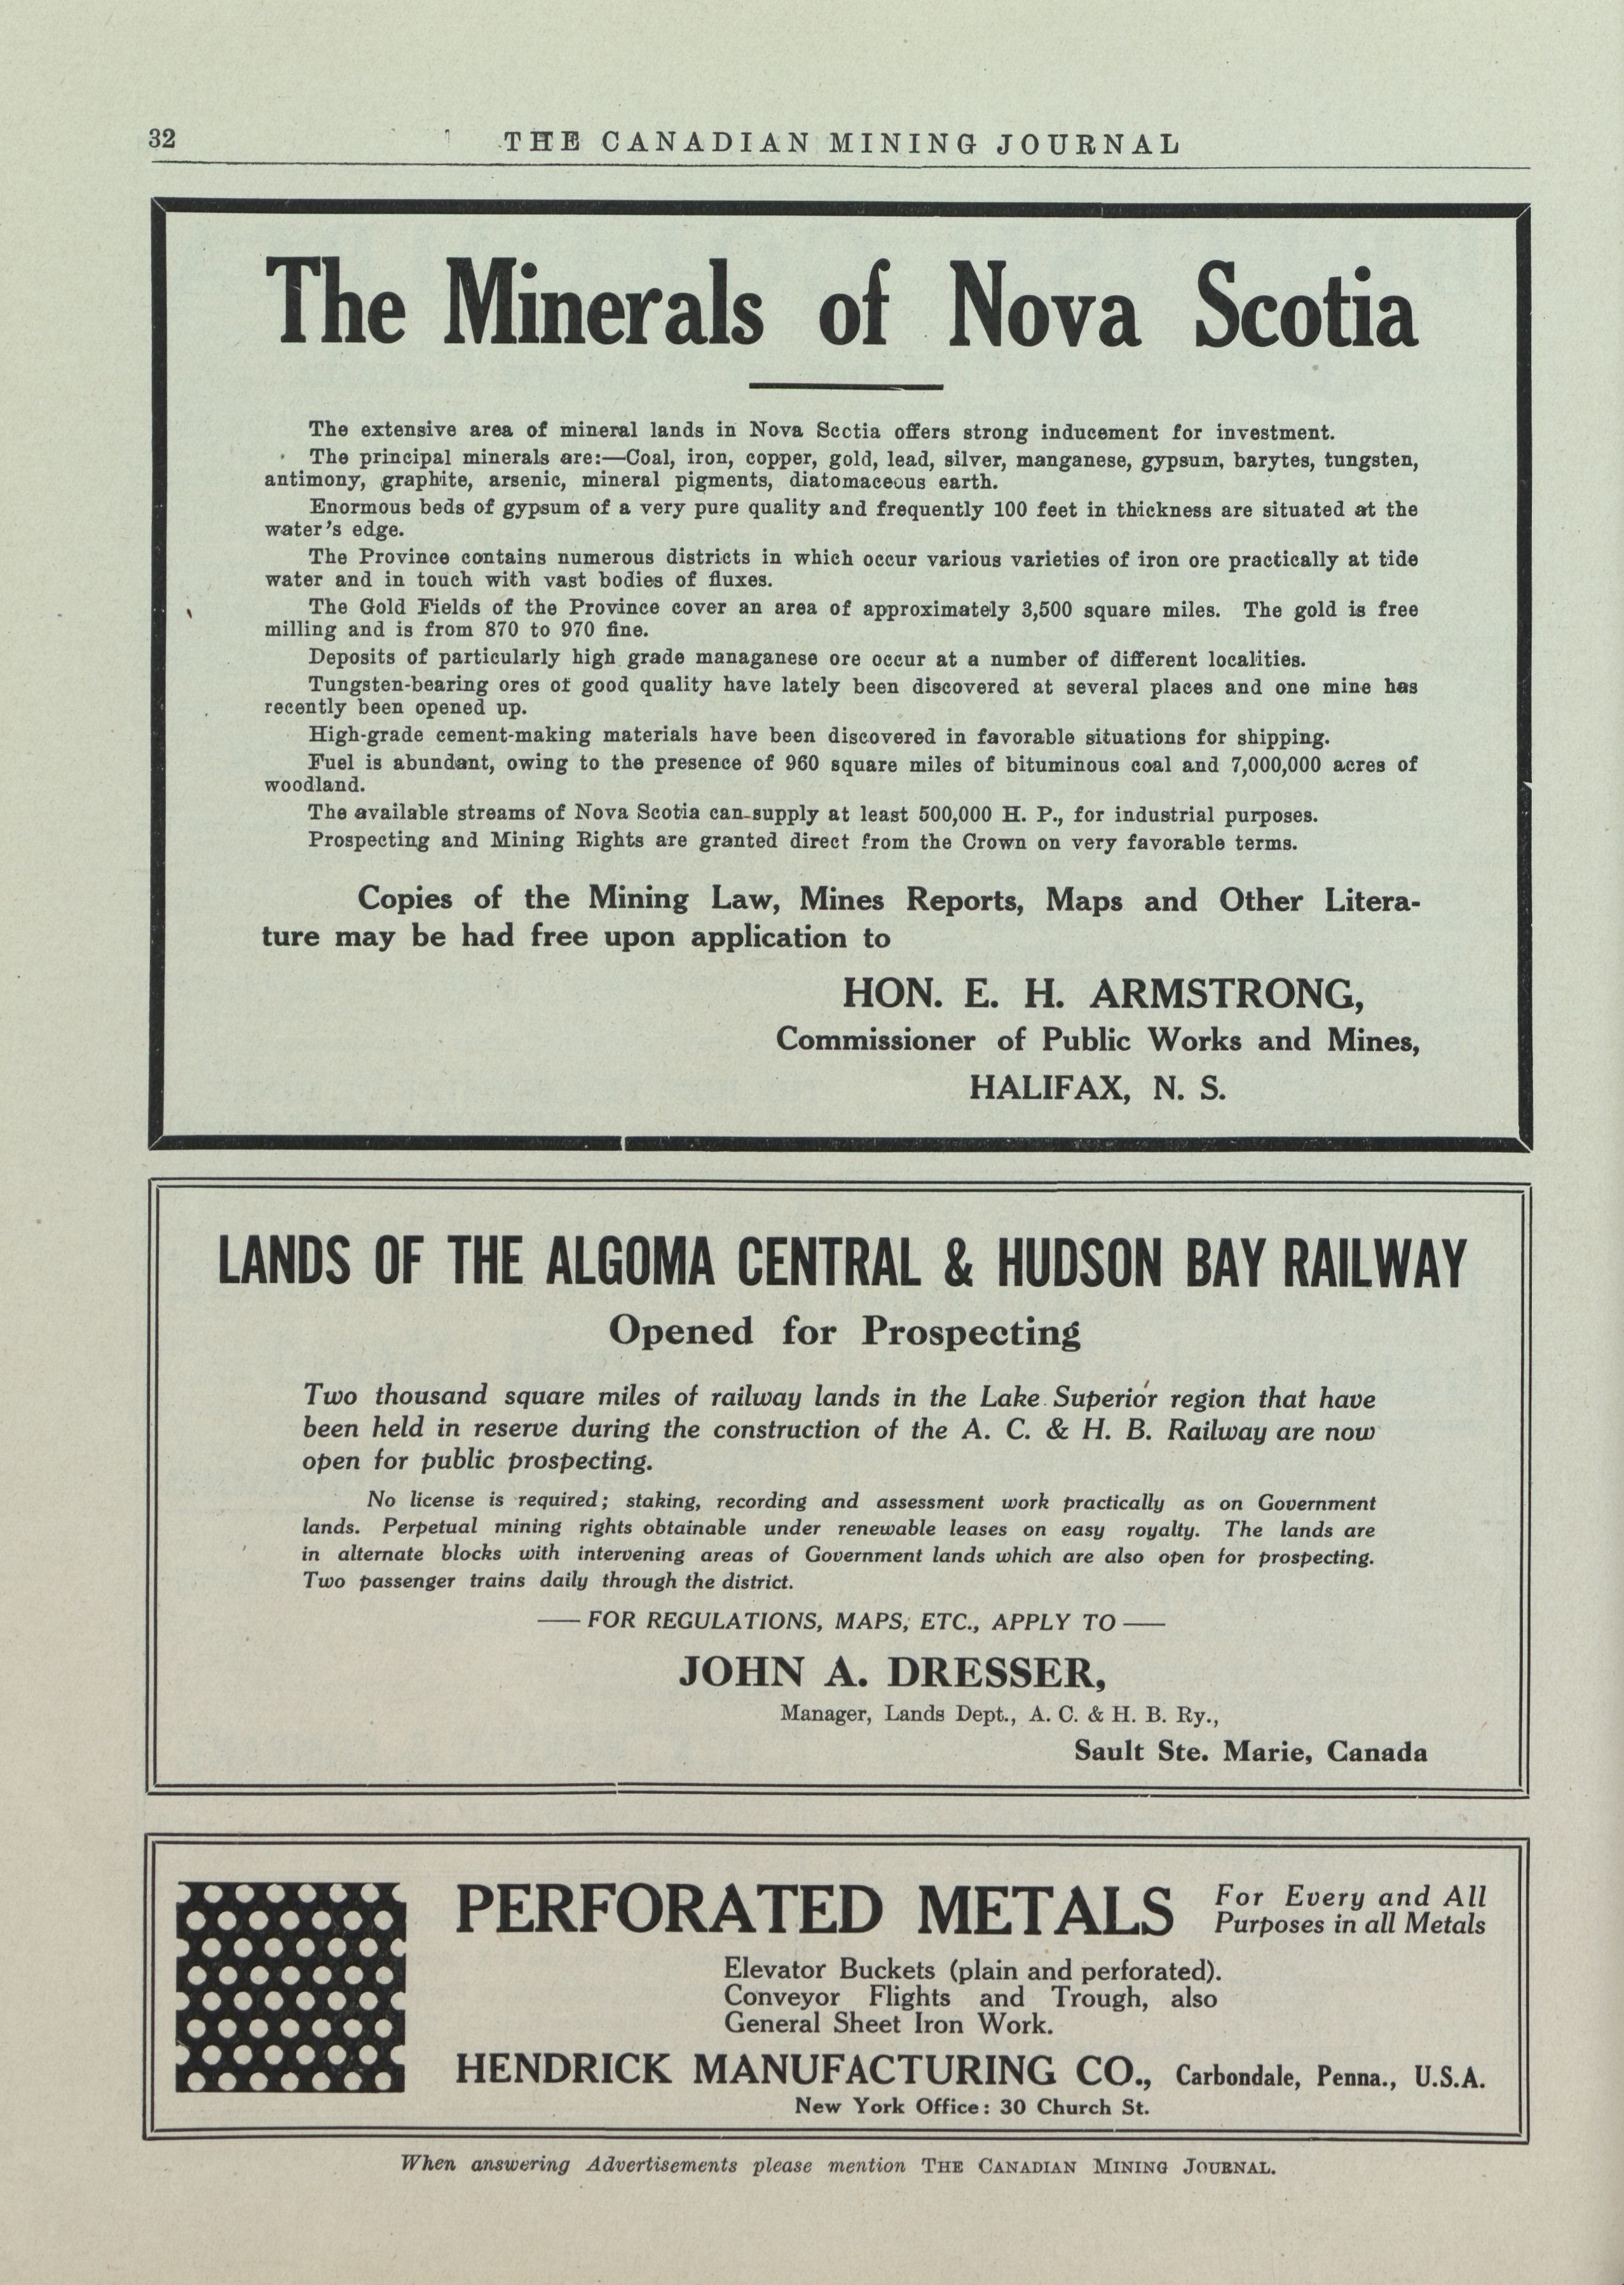 32
THE CANADIAN MINING JOURNAL
The Minerals of Nova Scotia
The extensive area of mineral lands in Nova Scotia offers strong inducement for investment.
The principal minerals are:—Coal, iron, copper, gold, lead, silver, manganese, gypsum, barytes, tungsten,
antimony, graphite, arsenic, mineral pigments, diatomaceous earth.
Enormous beds of gypsum of a very pure quality and frequently 100 feet in thickness are situated at the
water's edge.
The Province contains numerous districts in which occur various varieties of iron ore practically at tide
water and in touch with vast bodies of fluxes.
The Gold Fields of the Province cover an area of approximately 3,500 square miles. The gold is free
milling and is from 870 to 970 fine.
Deposits of particularly high grade managanese ore occur at a number of different localities.
Tungsten-bearing ores of good quality have lately been discovered at several places and one mine has
recently been opened up.
High-grade cement-making materials have been discovered in favorable situations for shipping.
Fuel is abundant, owing to the presence of 960 square miles of bituminous coal and 7,000,000 acres of
woodland.
The available streams of Nova Scotia can supply at least 500,000 H. P., for industrial purposes.
Prospecting and Mining Rights are granted direct from the Crown on very favorable terms.
Copies of the Mining Law, Mines Reports, Maps and Other Litera-
ture may be had free upon application to
HON. E. H. ARMSTRONG,
Commissioner of Public Works and Mines,
HALIFAX, N. S.
LANDS OF THE ALGOMA CENTRAL & HUDSON BAY RAILWAY
Opened for Prospecting
Two thousand square miles of railway lands in the Lake Superior region that have
been held in reserve during the construction of the A. C. & H. B. Railway are now
open for public prospecting.
No license is required; staking, recording and assessment work practically as on Government
lands. Perpetual mining rights obtainable under renewable leases on easy royalty. The lands are
in alternate blocks with intervening areas of Government lands which are also open for prospecting.
Two passenger trains daily through the district.
— FOR REGULATIONS, MAPS, ETC., APPLY TO —
JOHN A. DRESSER,
Manager, Lands Dept., A. C. & H. B. Ry.,
Sault Ste. Marie, Canada
PERFORATED METALS For Every and All
Purposes in all Metals
Elevator Buckets (plain and perforated).
Conveyor Flights and Trough, also
General Sheet Iron Work.
HENDRICK MANUFACTURING CO., Carbondale, Penna., U.S.A.
New York Office: 30 Church St.
When answering Advertisements please mention THE CANADIAN MINING JOURNAL.